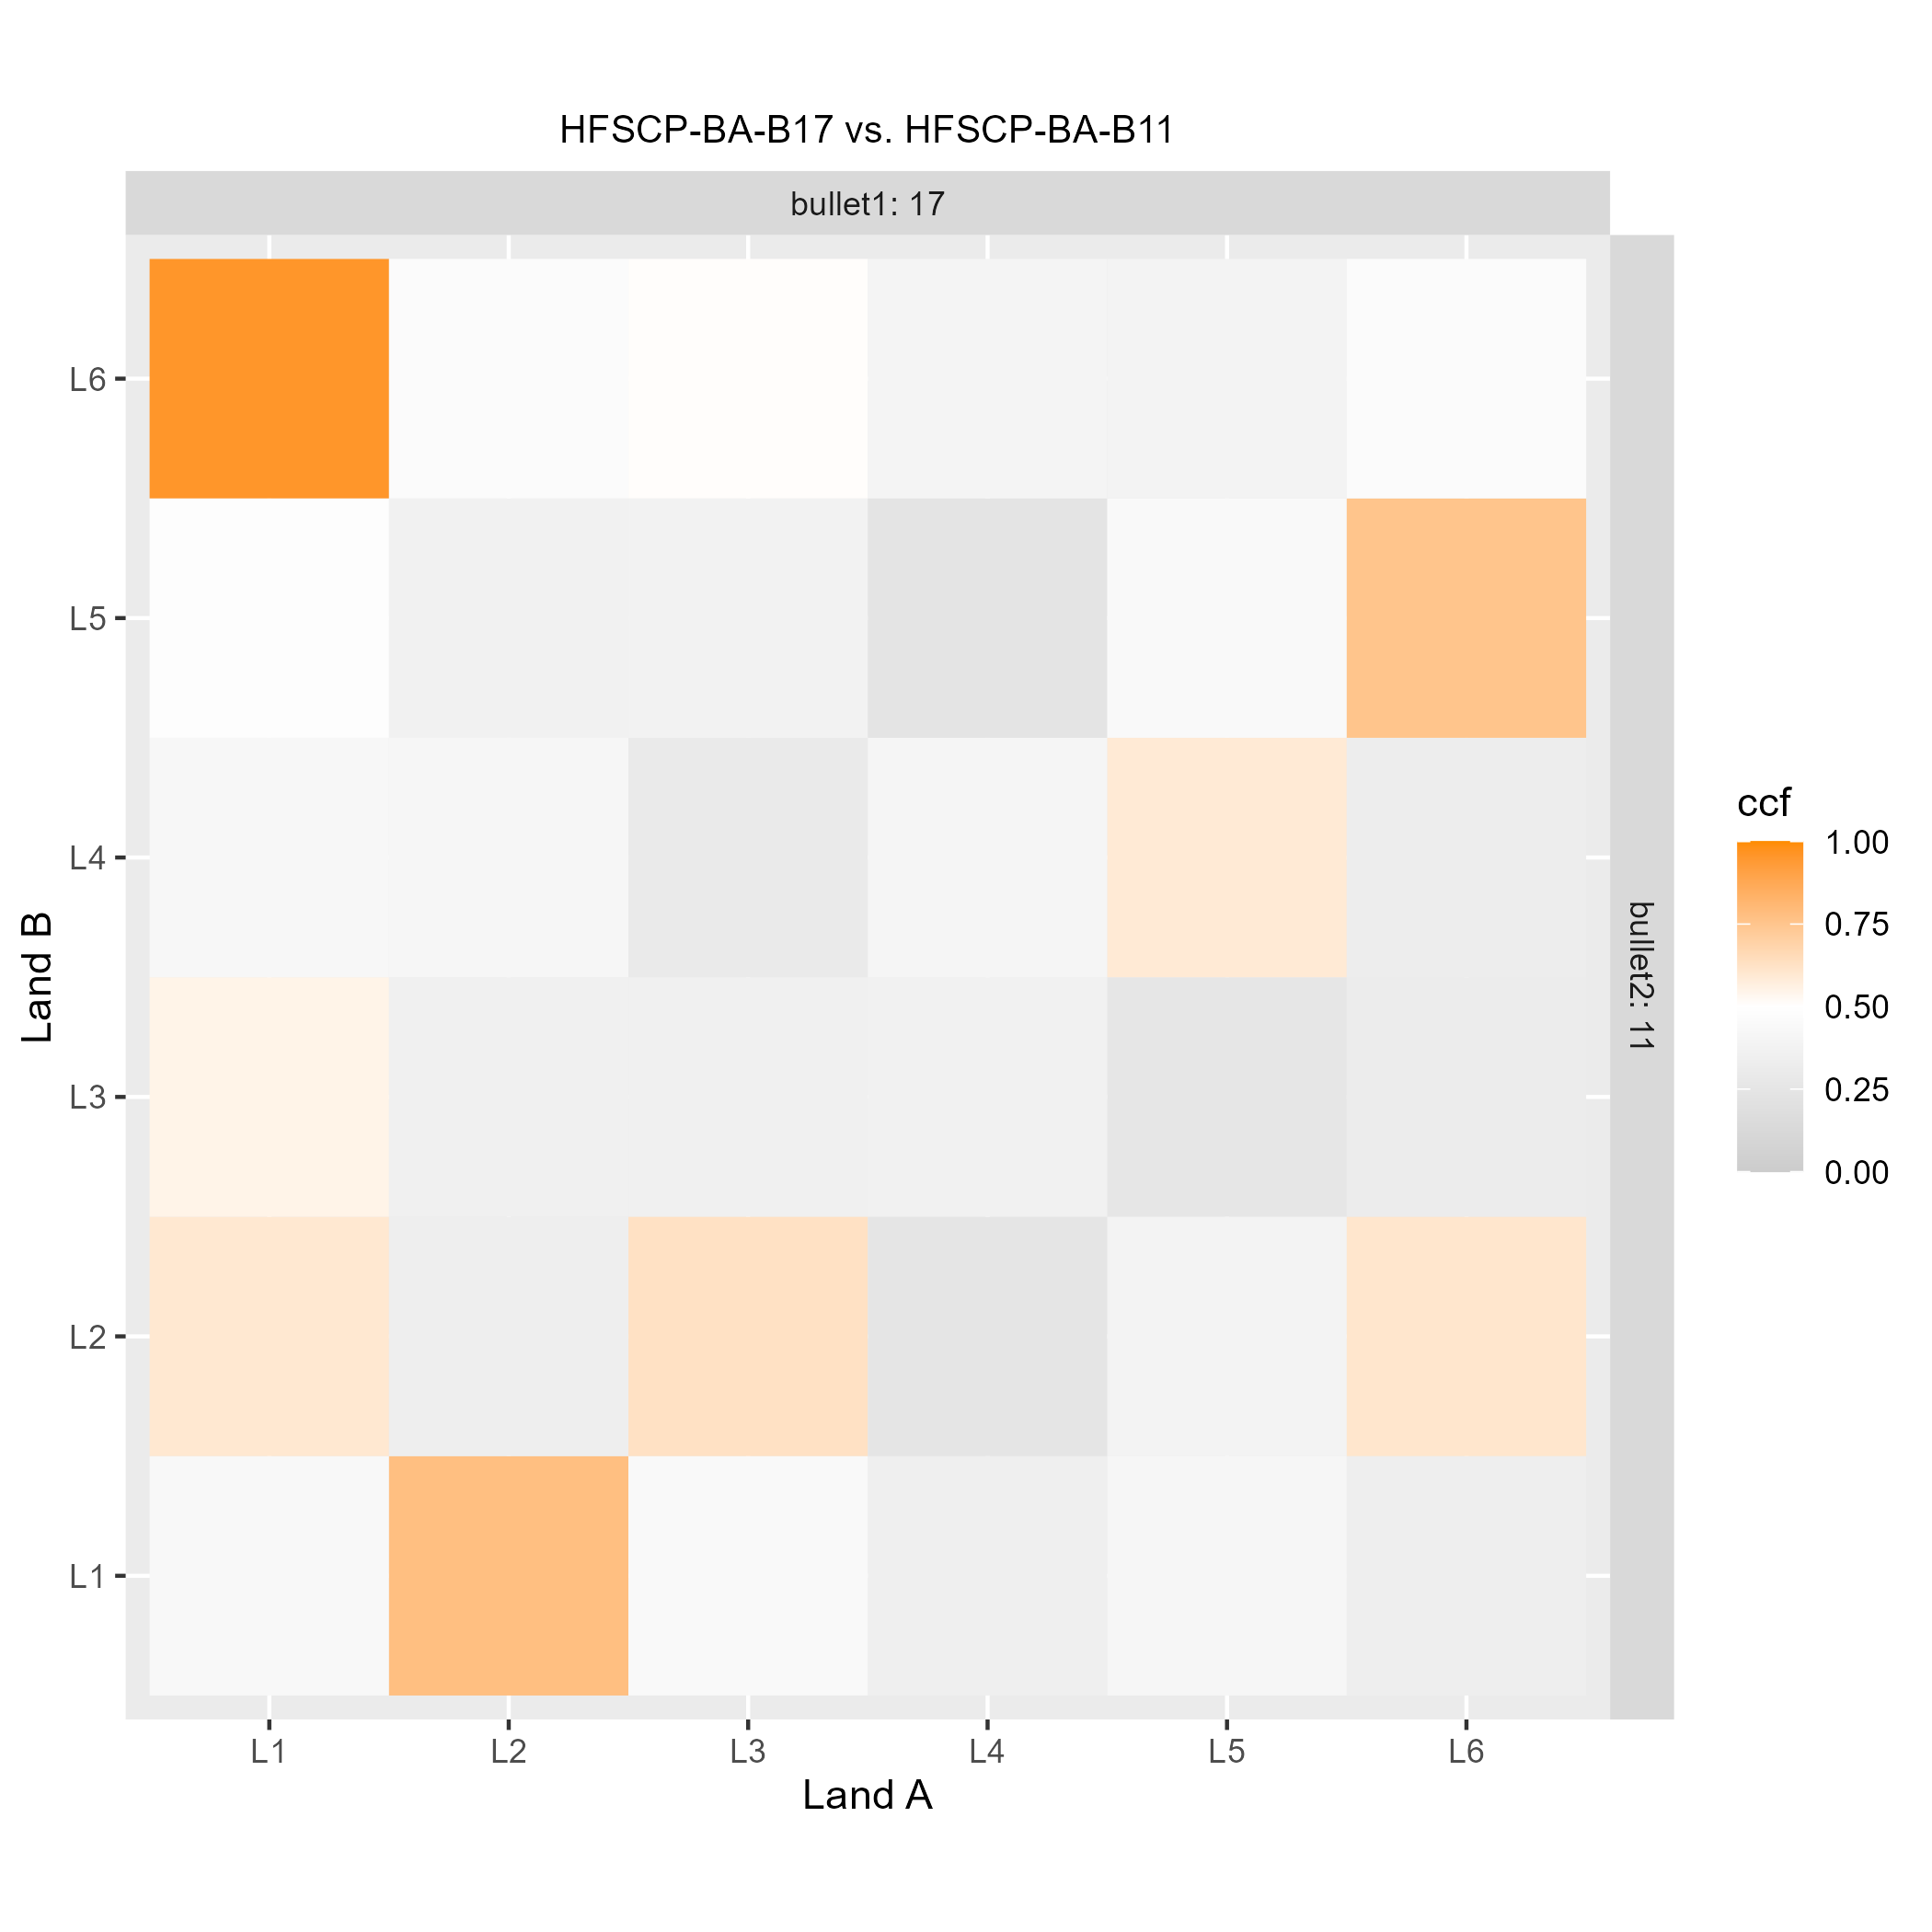 HFSCP-BA-B17 vs. HFSCP-BA-B11
bullet1: 17
L6
L5
L4
L3
L2
L1
Land B
bullet2: 11
L1 L2 L3 L4 L5 L6
Land A
ccf
1.00
0.75
0.50
0.25
0.00